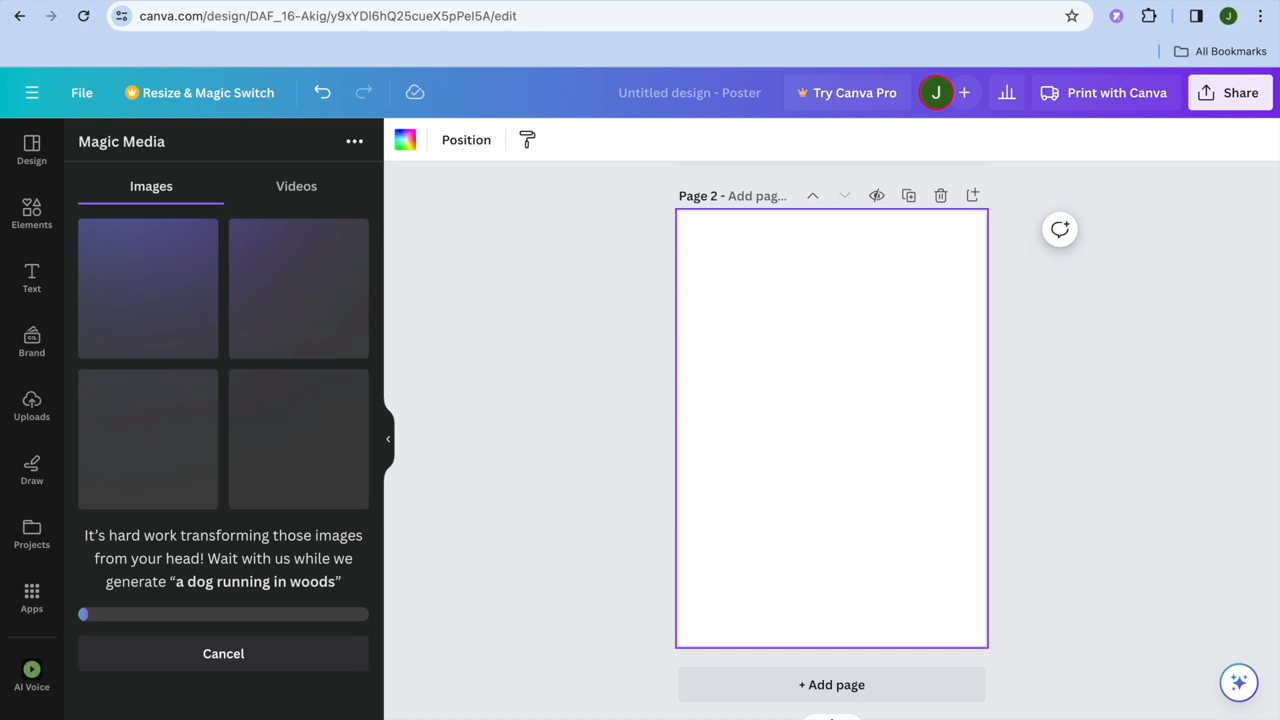 canva.com/design/DAF_16-Akig/y9xYDI6hQ25cueX5pPeI5A/edit
J
All Bookmarks
File
Resize & Magic Switch
Untitled design - Poster
Try Canva Pro
J
Print with Canva
Share
Design
Elements
Text
Brand
CO.
Uploads
Draw
Projects
Apps
AI Voice
Magic Media
Images
Videos
It’s hard work transforming those images
from your head! Wait with us while we
generate “a dog running in woods”
Cancel
Position
Page 2 - Add pag...
+ Add page